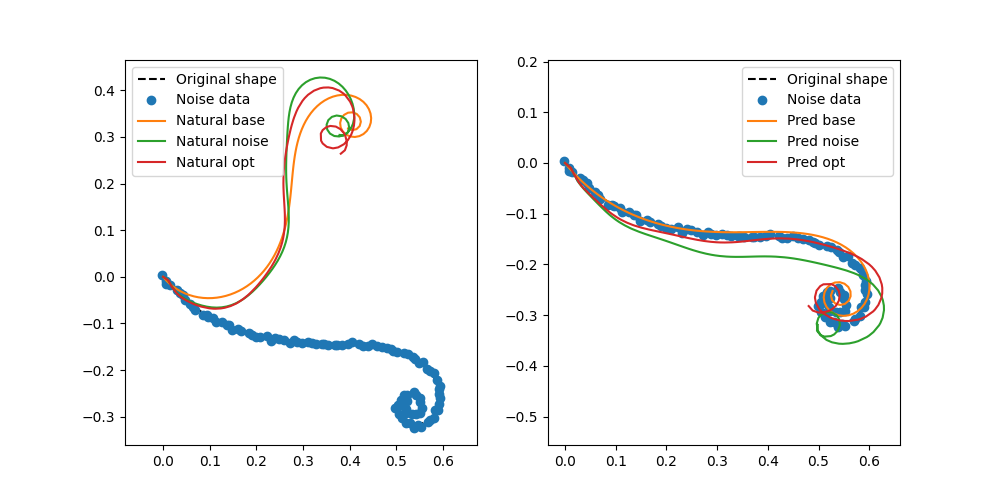 Original shape
Noise data
Natural base
Natural noise
Natural opt
0.4
0.3
0.2
0.1
0.0
−0.1
−0.2
−0.3
0.0 0.1 0.2 0.3 0.4 0.5 0.6
Original shape
Noise data
Pred base
Pred noise
Pred opt
0.2
0.1
0.0
−0.1
−0.2
−0.3
−0.4
−0.5
0.0 0.1 0.2 0.3 0.4 0.5 0.6